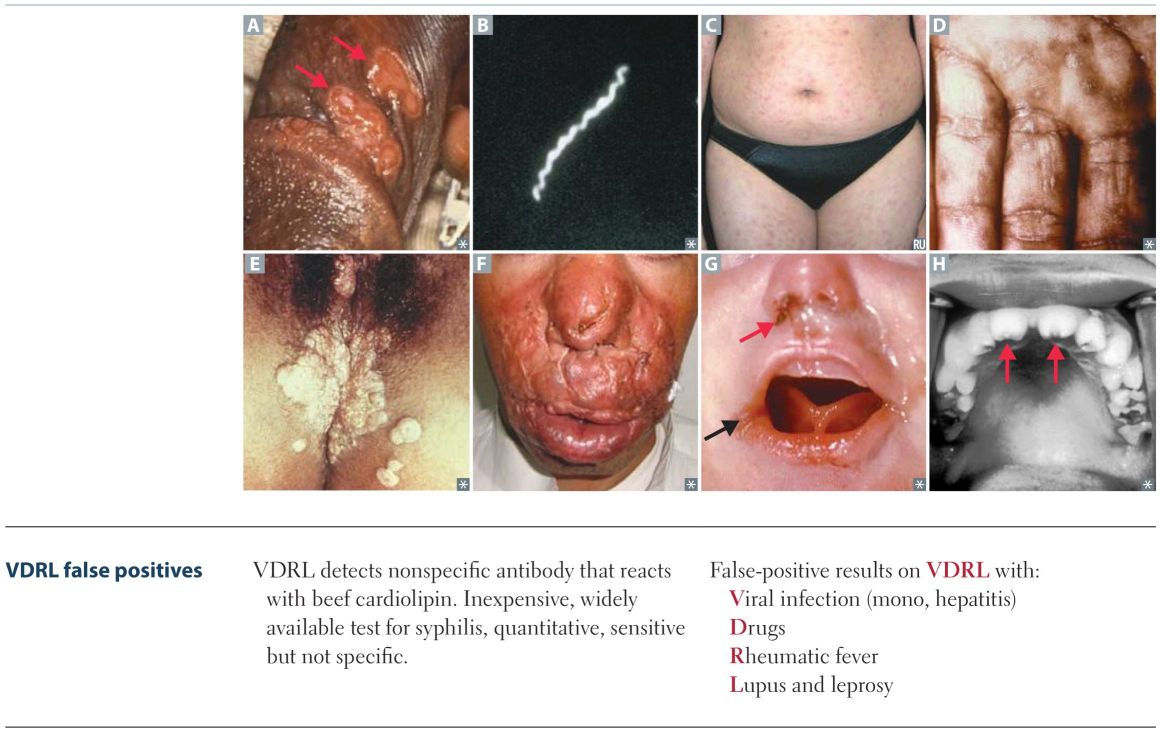 A
B
C
D
RU
E
F
G
H
VDRL false positives
VDRL detects nonspecific antibody that reacts
with beef cardiolipin. Inexpensive, widely
available test for syphilis, quantitative, sensitive
but not specific.
False-positive results on VDRL with:
Viral infection (mono, hepatitis)
Drugs
Rheumatic fever
Lupus and leprosy